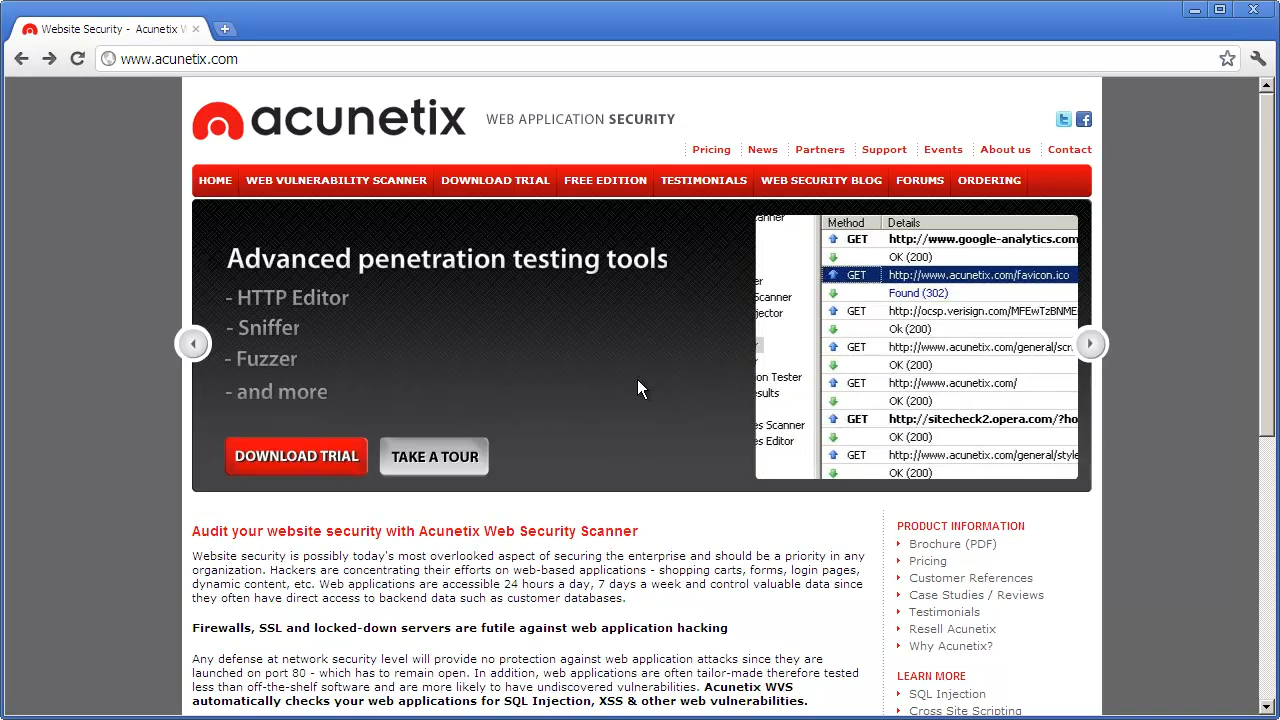 Website Security - Acunetix W
www.acunetix.com
acunetix WEB APPLICATION SECURITY
Pricing News Partners Support Events About us Contact
HOME WEB VULNERABILITY SCANNER DOWNLOAD TRIAL FREE EDITION TESTIMONIALS WEB SECURITY BLOG FORUMS ORDERING
Advanced penetration testing tools
- HTTP Editor
- Sniffer
- Fuzzer
- and more
DOWNLOAD TRIAL TAKE A TOUR
Scanner
on Tester
es Scanner
es Editor
Method Details
GET http://www.google-analytics.com
OK (200)
GET http://www.acunetix.com/favicon.ico
Found (302)
GET http://ocsp.verisign.com/MFEwTzBNME
Ok (200)
GET http://www.acunetix.com/general/scr
OK (200)
GET http://www.acunetix.com/
OK (200)
GET http://sitecheck2.opera.com/?ho
OK (200)
GET http://www.acunetix.com/general/style
OK (200)
Audit your website security with Acunetix Web Security Scanner
Website security is possibly today's most overlooked aspect of securing the enterprise and should be a priority in any
organization. Hackers are concentrating their efforts on web-based applications - shopping carts, forms, login pages,
dynamic content, etc. Web applications are accessible 24 hours a day, 7 days a week and control valuable data since
they often have direct access to backend data such as customer databases.
Firewalls, SSL and locked-down servers are futile against web application hacking
Any defense at network security level will provide no protection against web application attacks since they are
launched on port 80 - which has to remain open. In addition, web applications are often tailor-made therefore tested
less than off-the-shelf software and are more likely to have undiscovered vulnerabilities. Acunetix WVS
automatically checks your web applications for SQL Injection, XSS & other web vulnerabilities.
PRODUCT INFORMATION
Brochure (PDF)
Pricing
Customer References
Case Studies / Reviews
Testimonials
Resell Acunetix
Why Acunetix?
LEARN MORE
SQL Injection
Cross Site Scripting